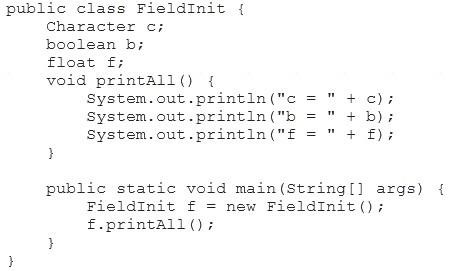 public class FieldInit {
    Character c;
    boolean b;
    float f;
    void printAll() {
        System.out.println("c = " + c);
        System.out.println("b = " + b);
        System.out.println("f = " + f);
    }

    public static void main(String[] args) {
        FieldInit f = new FieldInit();
        f.printAll();
    }
}